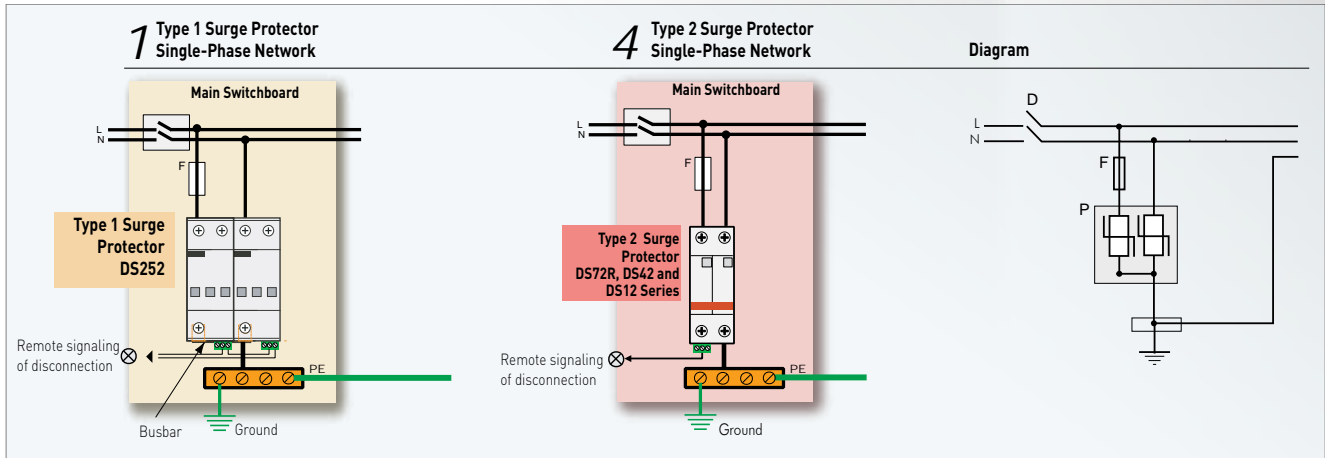 1
Type 1 Surge Protector
Single-Phase Network
Main Switchboard
L
N
F
Type 1 Surge
Protector
DS252
Remote signaling
of disconnection
PE
Busbar
Ground
4
Type 2 Surge Protector
Single-Phase Network
Main Switchboard
L
N
F
Type 2 Surge
Protector
DS72R, DS42 and
DS12 Series
Remote signaling
of disconnection
PE
Ground
Diagram
D
L
N
F
P